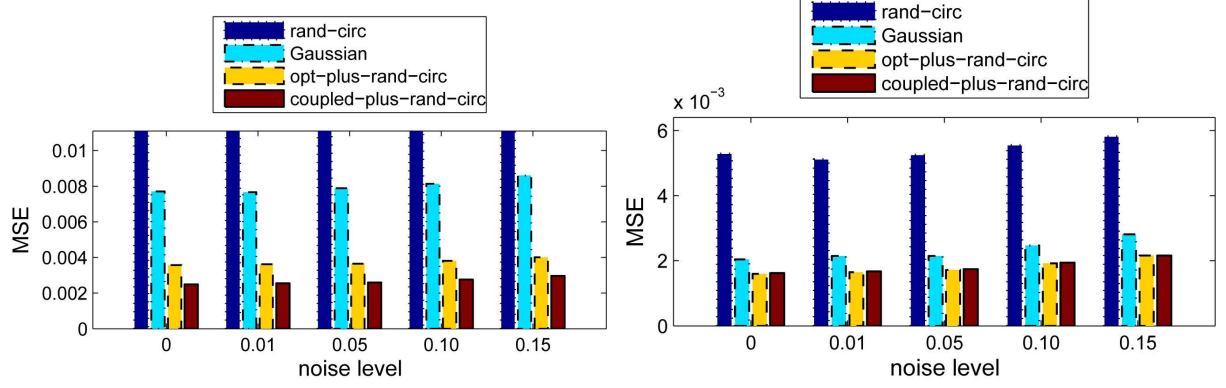 rand−circ
Gaussian
opt−plus−rand−circ
coupled−plus−rand−circ
0.01
0.008
0.006
0.004
0.002
0
MSE
0 0.01 0.05 0.10 0.15
noise level
rand−circ
Gaussian
opt−plus−rand−circ
coupled−plus−rand−circ
x 10⁻³
6
4
2
0
MSE
0 0.01 0.05 0.10 0.15
noise level